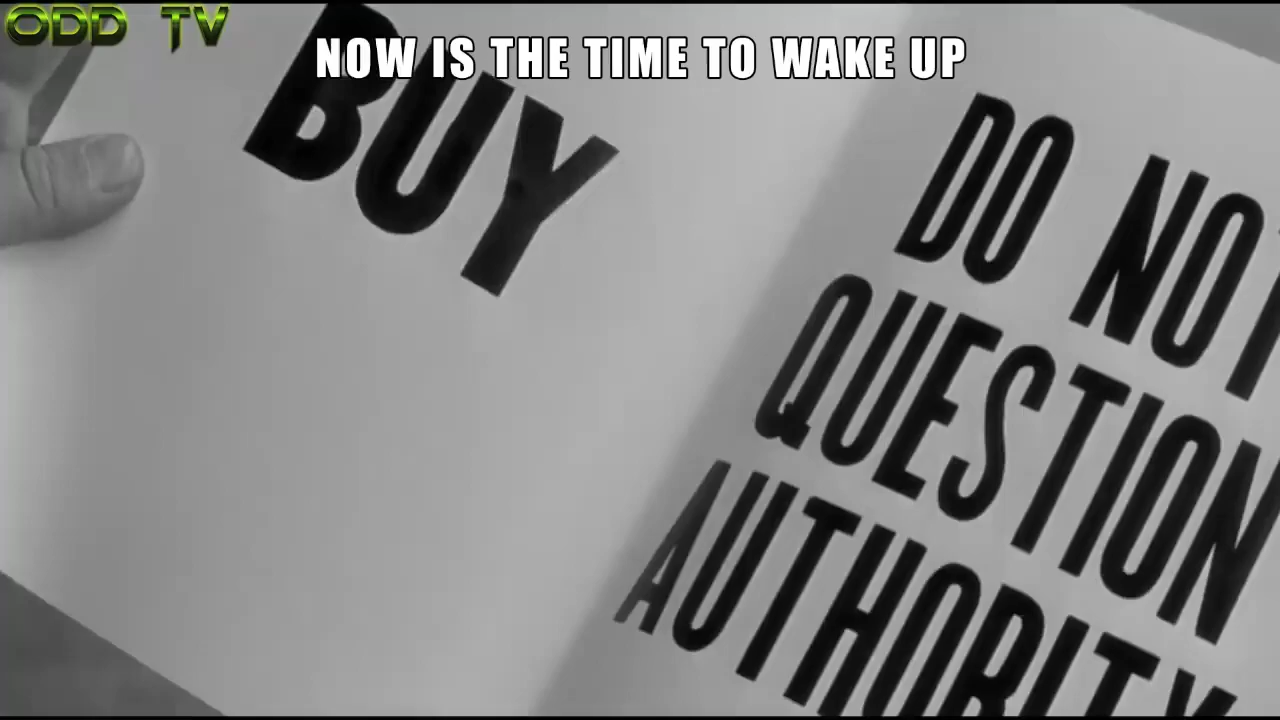 ODD TV
NOW IS THE TIME TO WAKE UP
BUY
DO NOT
QUESTION
AUTHORITY